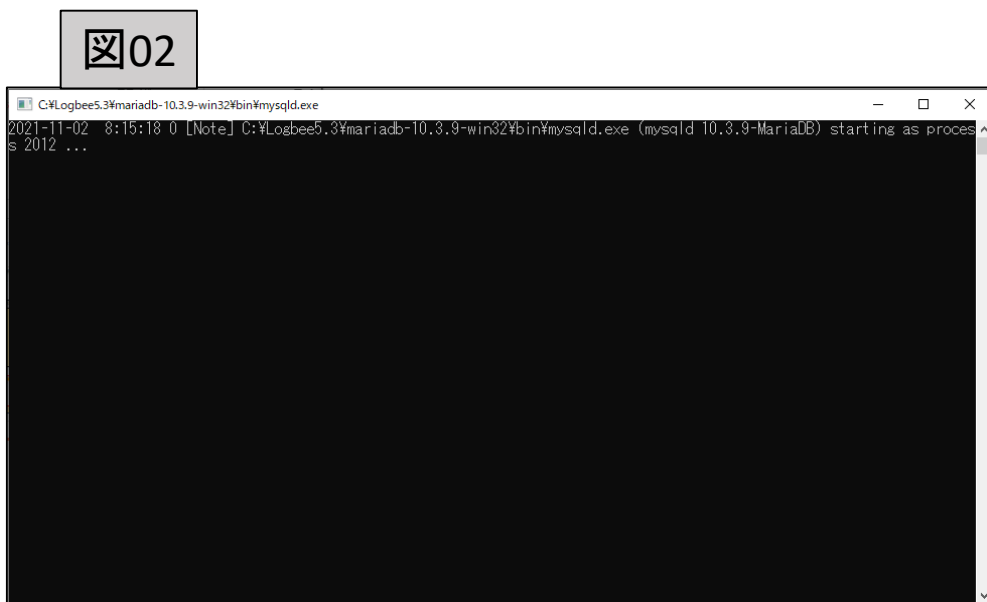 図02
C:¥Logbee5.3¥mariadb-10.3.9-win32¥bin¥mysqld.exe
2021-11-02  8:15:18 0 [Note] C:¥Logbee5.3¥mariadb-10.3.9-win32¥bin¥mysqld.exe (mysqld 10.3.9-MariaDB) starting as proces
s 2012 ...